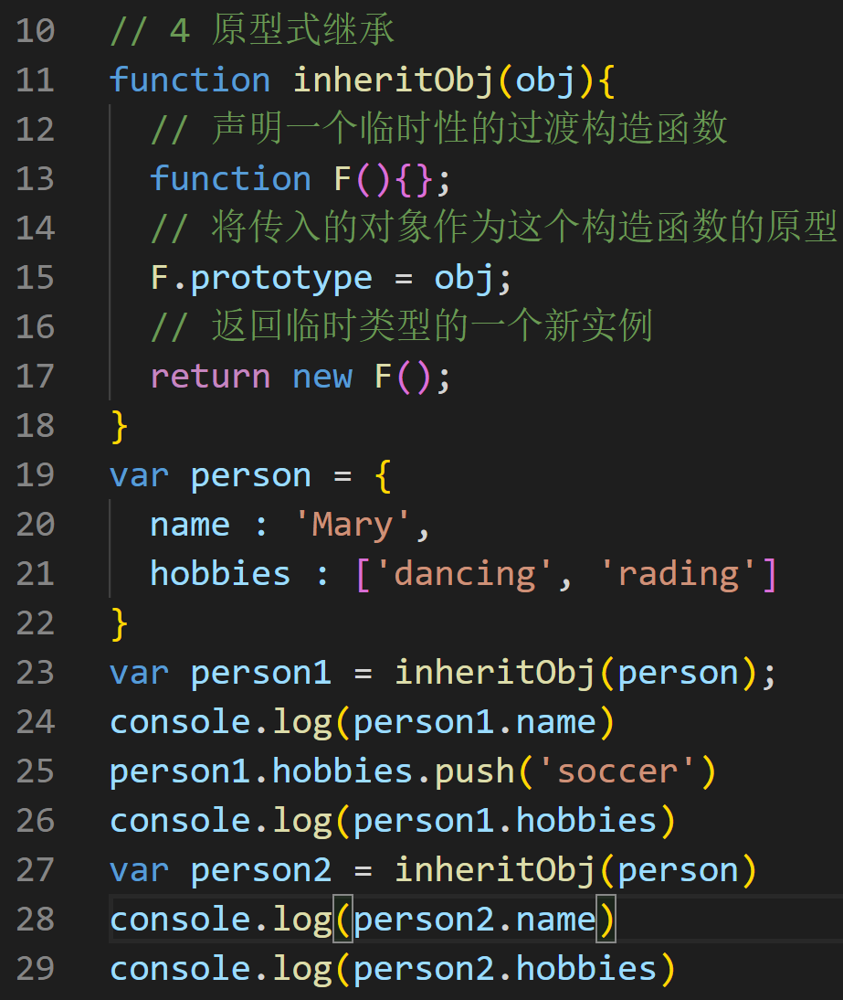 10 // 4 原型式继承
11 function inheritObj(obj){
12 // 声明一个临时性的过渡构造函数
13 function F(){};
14 // 将传入的对象作为这个构造函数的原型
15 F.prototype = obj;
16 // 返回临时类型的一个新实例
17 return new F();
18 }
19 var person = {
20 name : 'Mary',
21 hobbies : ['dancing', 'rading']
22 }
23 var person1 = inheritObj(person);
24 console.log(person1.name)
25 person1.hobbies.push('soccer')
26 console.log(person1.hobbies)
27 var person2 = inheritObj(person)
28 console.log(person2.name)
29 console.log(person2.hobbies)